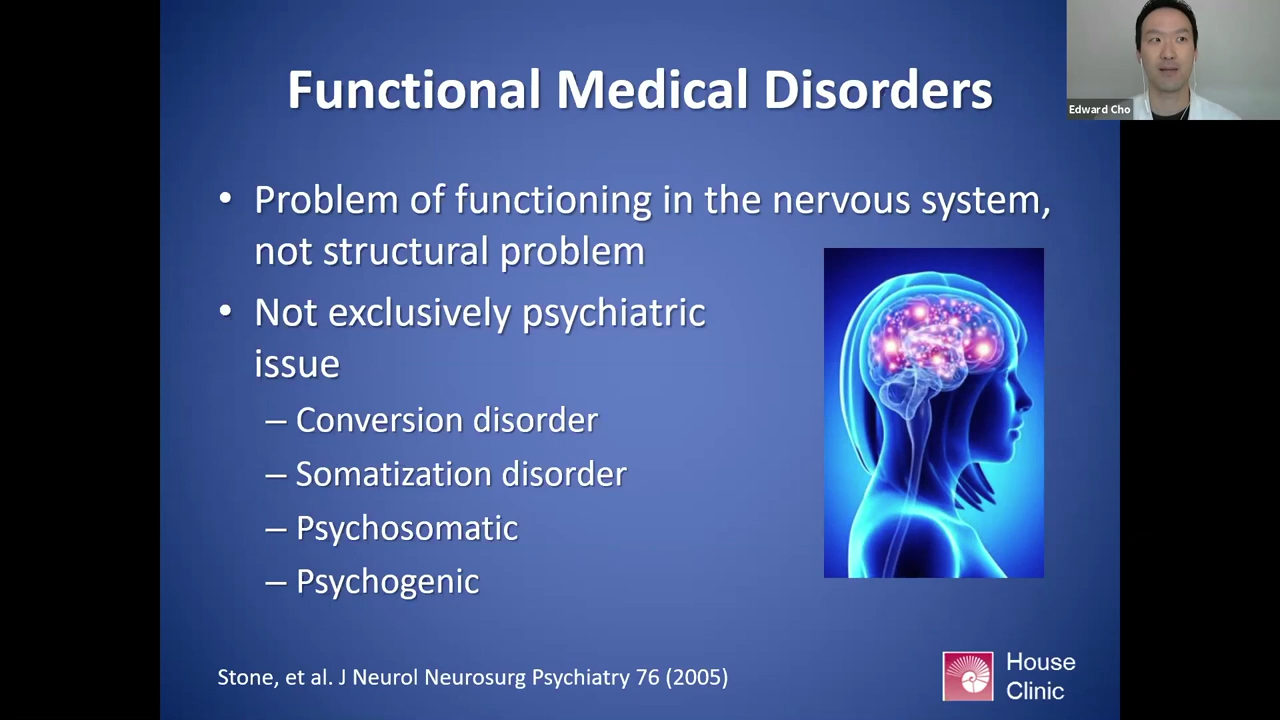 Functional Medical Disorders
Edward Cho
• Problem of functioning in the nervous system,
not structural problem
• Not exclusively psychiatric
issue
– Conversion disorder
– Somatization disorder
– Psychosomatic
– Psychogenic
Stone, et al. J Neurol Neurosurg Psychiatry 76 (2005)
House
Clinic